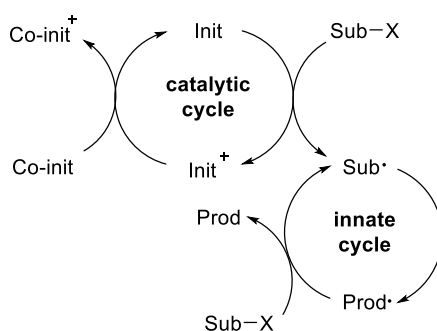 Co-init+
Init
Sub–X
catalytic
cycle
Co-init
Init+
Sub•
Prod
innate
cycle
Prod•
Sub–X